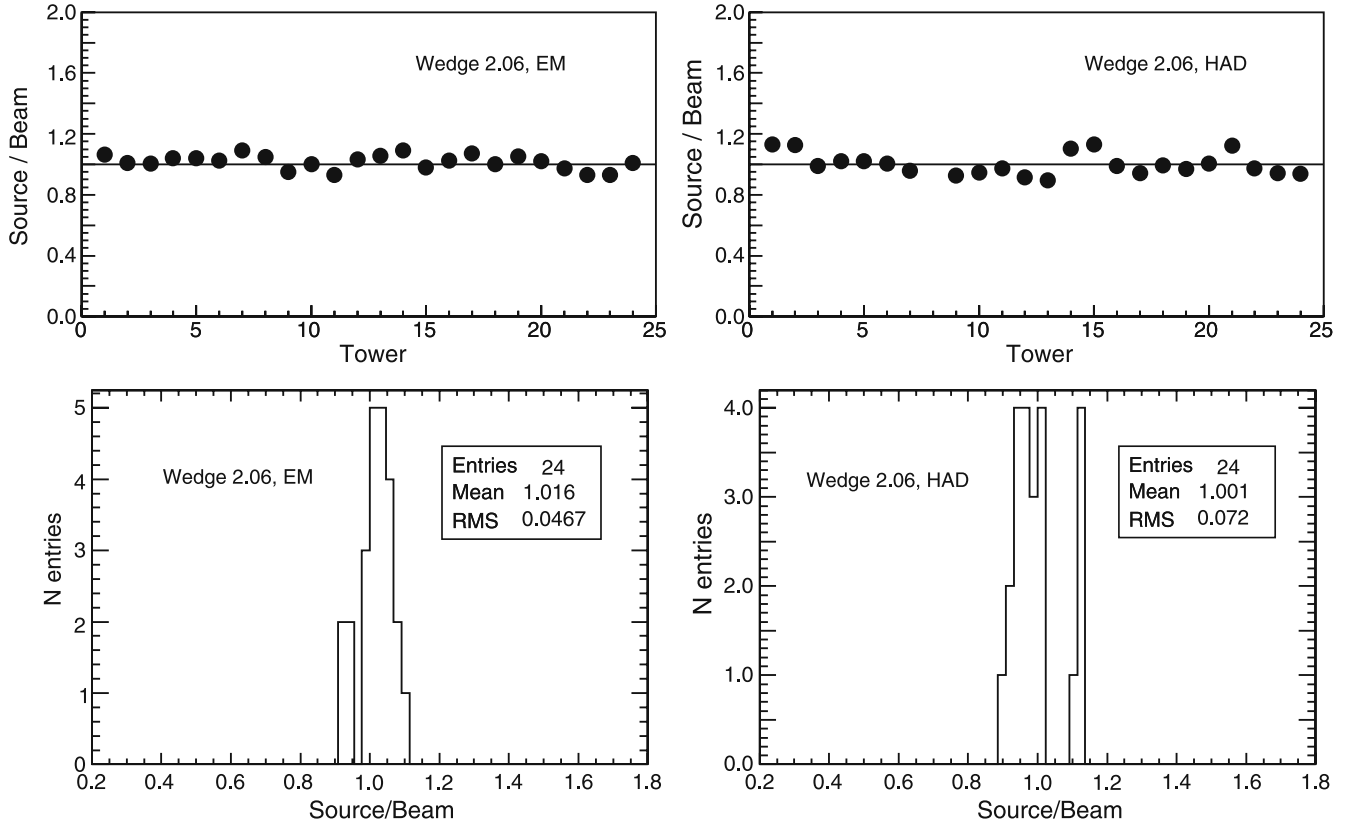 2.0
1.6
1.2
0.8
0.4
0.0
Source / Beam
Wedge 2.06, EM
0
5
10
15
20
25
Tower
2.0
1.6
1.2
0.8
0.4
0.0
Source / Beam
Wedge 2.06, HAD
0
5
10
15
20
25
Tower
5
4
3
2
1
0
N entries
Wedge 2.06, EM
Entries 24
Mean 1.016
RMS 0.0467
0.2 0.4 0.6 0.8 1.0 1.2 1.4 1.6 1.8
Source/Beam
4.0
3.0
2.0
1.0
0.0
N entries
Wedge 2.06, HAD
Entries 24
Mean 1.001
RMS 0.072
0.2 0.4 0.6 0.8 1.0 1.2 1.4 1.6 1.8
Source/Beam